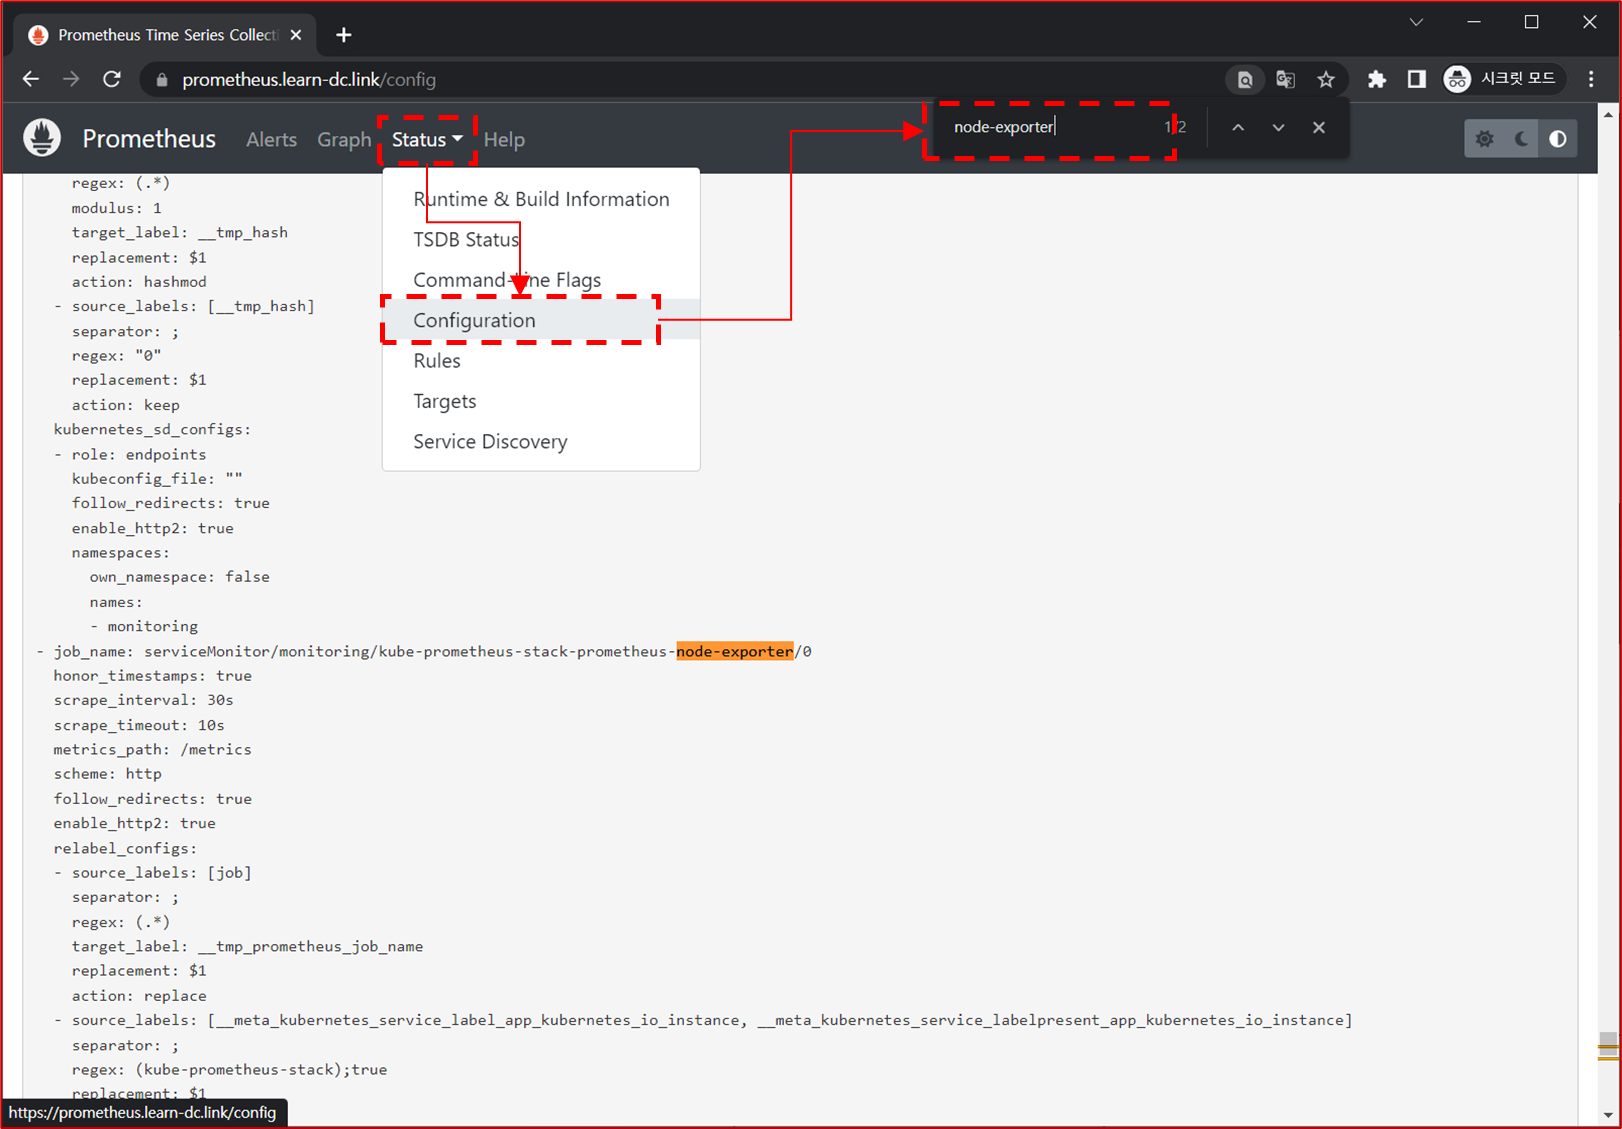 Prometheus Time Series Collecti
prometheus.learn-dc.link/config
시크릿 모드
Prometheus
Alerts
Graph
Status
Help
node-exporter
1/2
Runtime & Build Information
TSDB Status
Command-Line Flags
Configuration
Rules
Targets
Service Discovery
regex: (.*)
modulus: 1
target_label: __tmp_hash
replacement: $1
action: hashmod
- source_labels: [__tmp_hash]
separator: ;
regex: "0"
replacement: $1
action: keep
kubernetes_sd_configs:
- role: endpoints
kubeconfig_file: ""
follow_redirects: true
enable_http2: true
namespaces:
own_namespace: false
names:
- monitoring
- job_name: serviceMonitor/monitoring/kube-prometheus-stack-prometheus-node-exporter/0
honor_timestamps: true
scrape_interval: 30s
scrape_timeout: 10s
metrics_path: /metrics
scheme: http
follow_redirects: true
enable_http2: true
relabel_configs:
- source_labels: [job]
separator: ;
regex: (.*)
target_label: __tmp_prometheus_job_name
replacement: $1
action: replace
- source_labels: [__meta_kubernetes_service_label_app_kubernetes_io_instance, __meta_kubernetes_service_labelpresent_app_kubernetes_io_instance]
separator: ;
regex: (kube-prometheus-stack);true
replacement: $1
https://prometheus.learn-dc.link/config